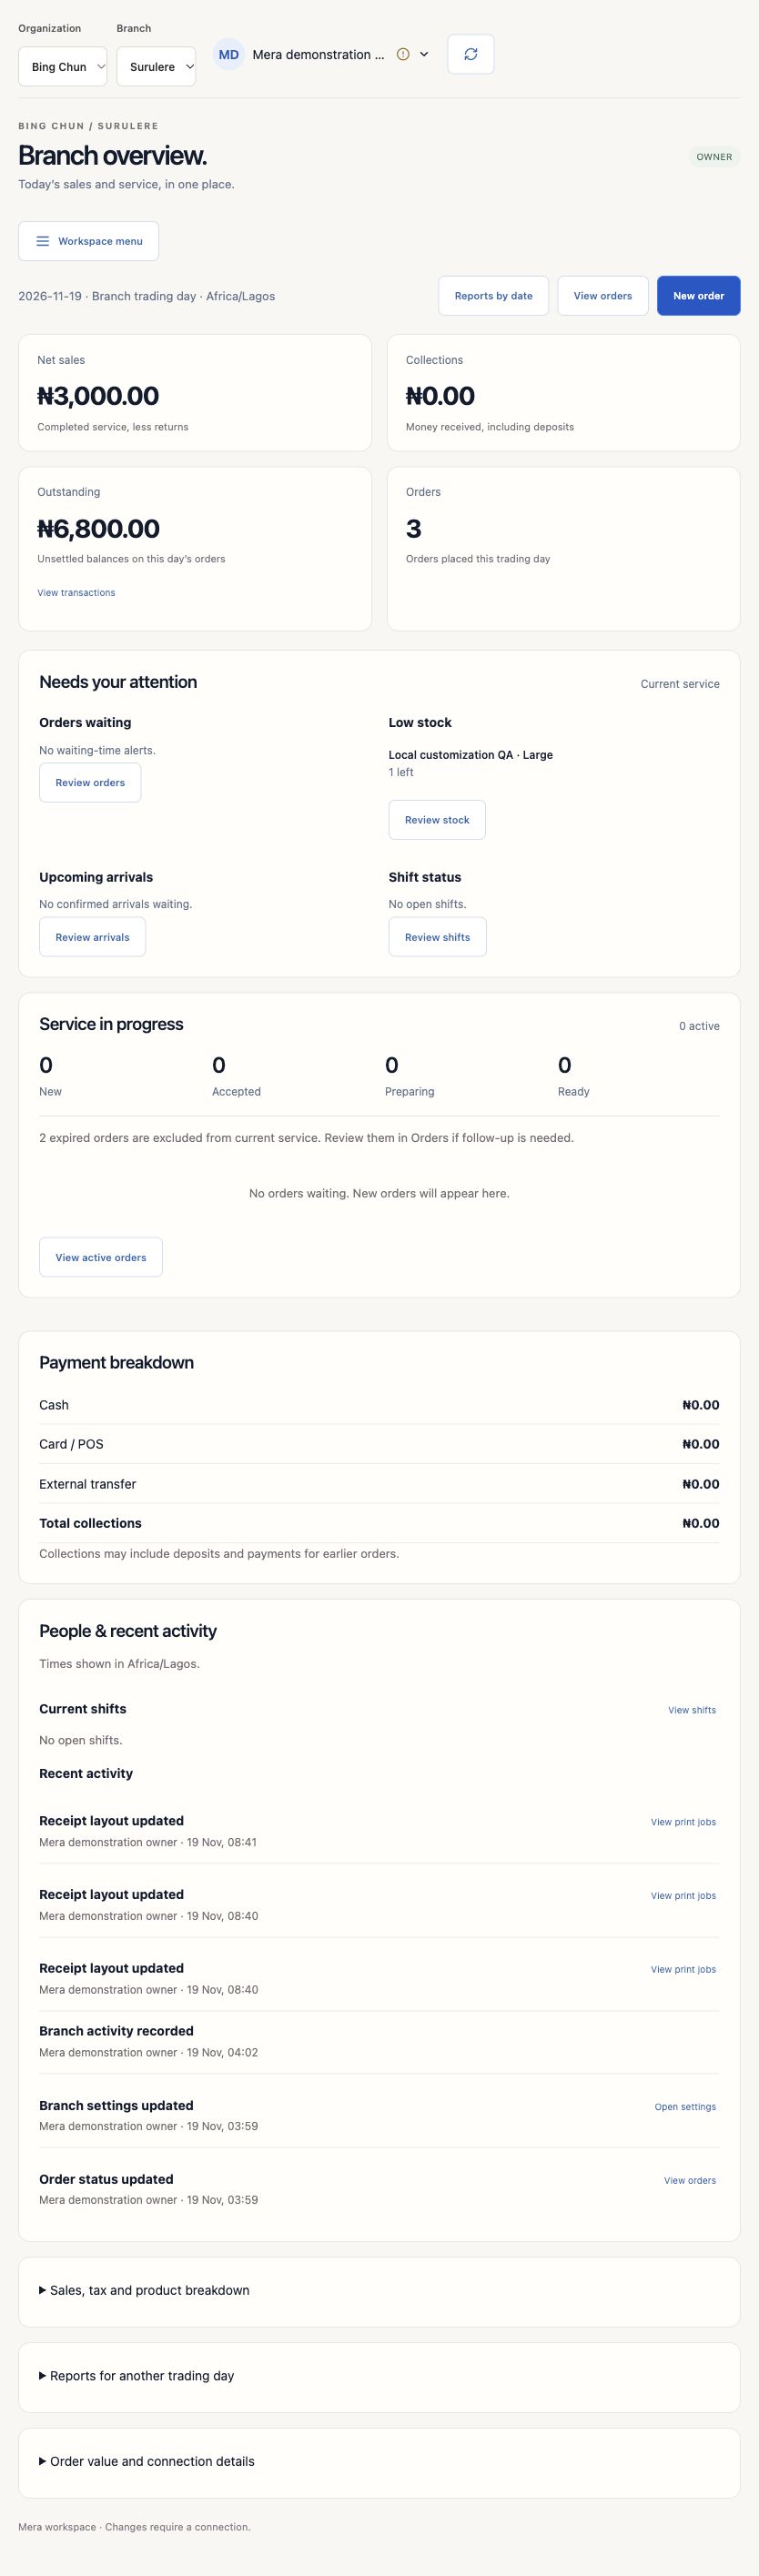 Organization
Branch
Bing Chun
Surulere
MD
Mera demonstration ...
BING CHUN / SURULERE
Branch overview.
OWNER
Today's sales and service, in one place.
Workspace menu
2026-11-19 · Branch trading day · Africa/Lagos
Reports by date
View orders
New order
Net sales
₦3,000.00
Completed service, less returns
Collections
₦0.00
Money received, including deposits
Outstanding
₦6,800.00
Unsettled balances on this day's orders
View transactions
Orders
3
Orders placed this trading day
Needs your attention
Current service
Orders waiting
No waiting-time alerts.
Review orders
Low stock
Local customization QA · Large
1 left
Review stock
Upcoming arrivals
No confirmed arrivals waiting.
Review arrivals
Shift status
No open shifts.
Review shifts
Service in progress
0 active
0
New
0
Accepted
0
Preparing
0
Ready
2 expired orders are excluded from current service. Review them in Orders if follow-up is needed.
No orders waiting. New orders will appear here.
View active orders
Payment breakdown
Cash ₦0.00
Card / POS ₦0.00
External transfer ₦0.00
Total collections ₦0.00
Collections may include deposits and payments for earlier orders.
People & recent activity
Times shown in Africa/Lagos.
Current shifts
View shifts
No open shifts.
Recent activity
Receipt layout updated
View print jobs
Mera demonstration owner · 19 Nov, 08:41
Receipt layout updated
View print jobs
Mera demonstration owner · 19 Nov, 08:40
Receipt layout updated
View print jobs
Mera demonstration owner · 19 Nov, 08:40
Branch activity recorded
Mera demonstration owner · 19 Nov, 04:02
Branch settings updated
Open settings
Mera demonstration owner · 19 Nov, 03:59
Order status updated
View orders
Mera demonstration owner · 19 Nov, 03:59
Sales, tax and product breakdown
Reports for another trading day
Order value and connection details
Mera workspace · Changes require a connection.